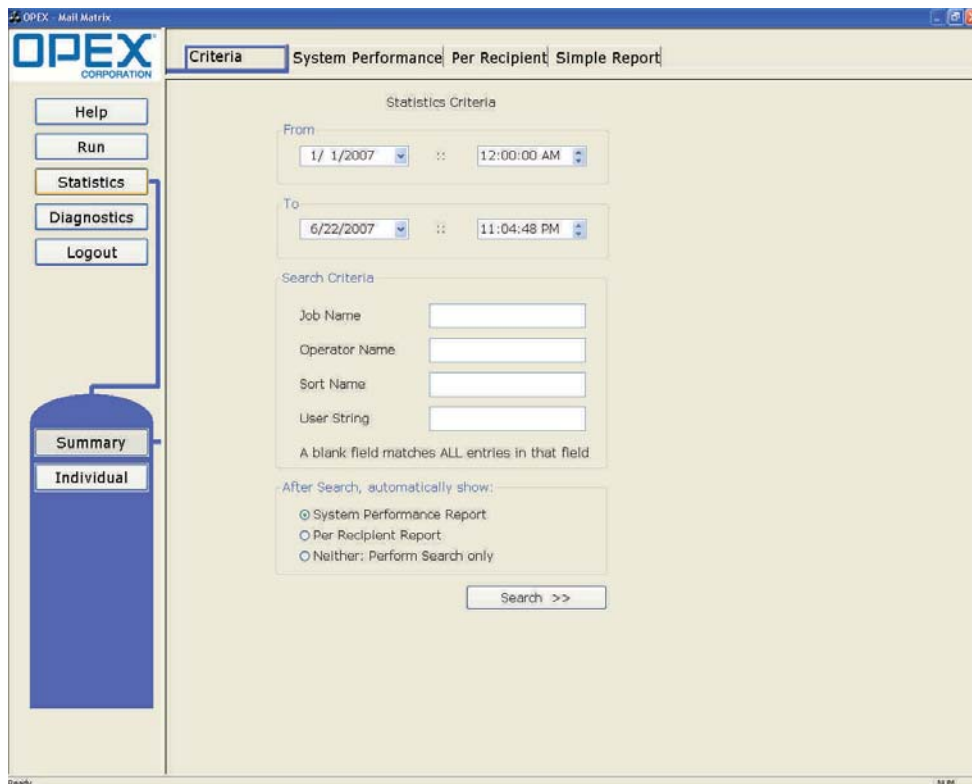 OPEX - Mail Matrix
OPEX
CORPORATION
Criteria System Performance Per Recipient Simple Report
Help
Run
Statistics
Diagnostics
Logout
Summary
Individual
Statistics Criteria
From
1/ 1/2007 :: 12:00:00 AM
To
6/22/2007 :: 11:04:48 PM
Search Criteria
Job Name
Operator Name
Sort Name
User String
A blank field matches ALL entries in that field
After Search, automatically show:
System Performance Report
Per Recipient Report
Neither: Perform Search only
Search >>
Ready
NUM